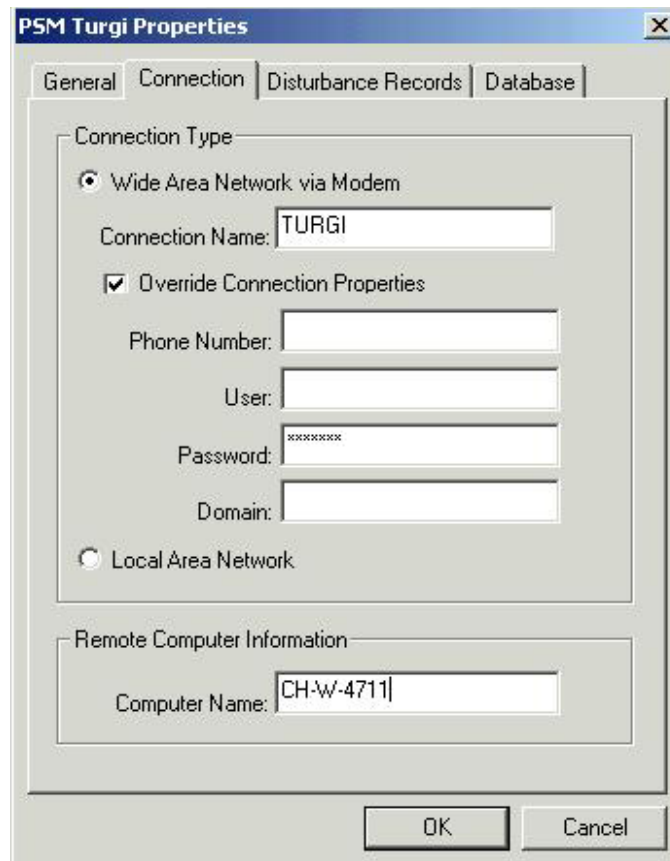 PSM Turgi Properties
General Connection Disturbance Records Database
Connection Type
Wide Area Network via Modem
Connection Name: TURGI
Override Connection Properties
Phone Number:
User:
Password: xxxxxxx
Domain:
Local Area Network
Remote Computer Information
Computer Name: CH-W-4711
OK Cancel